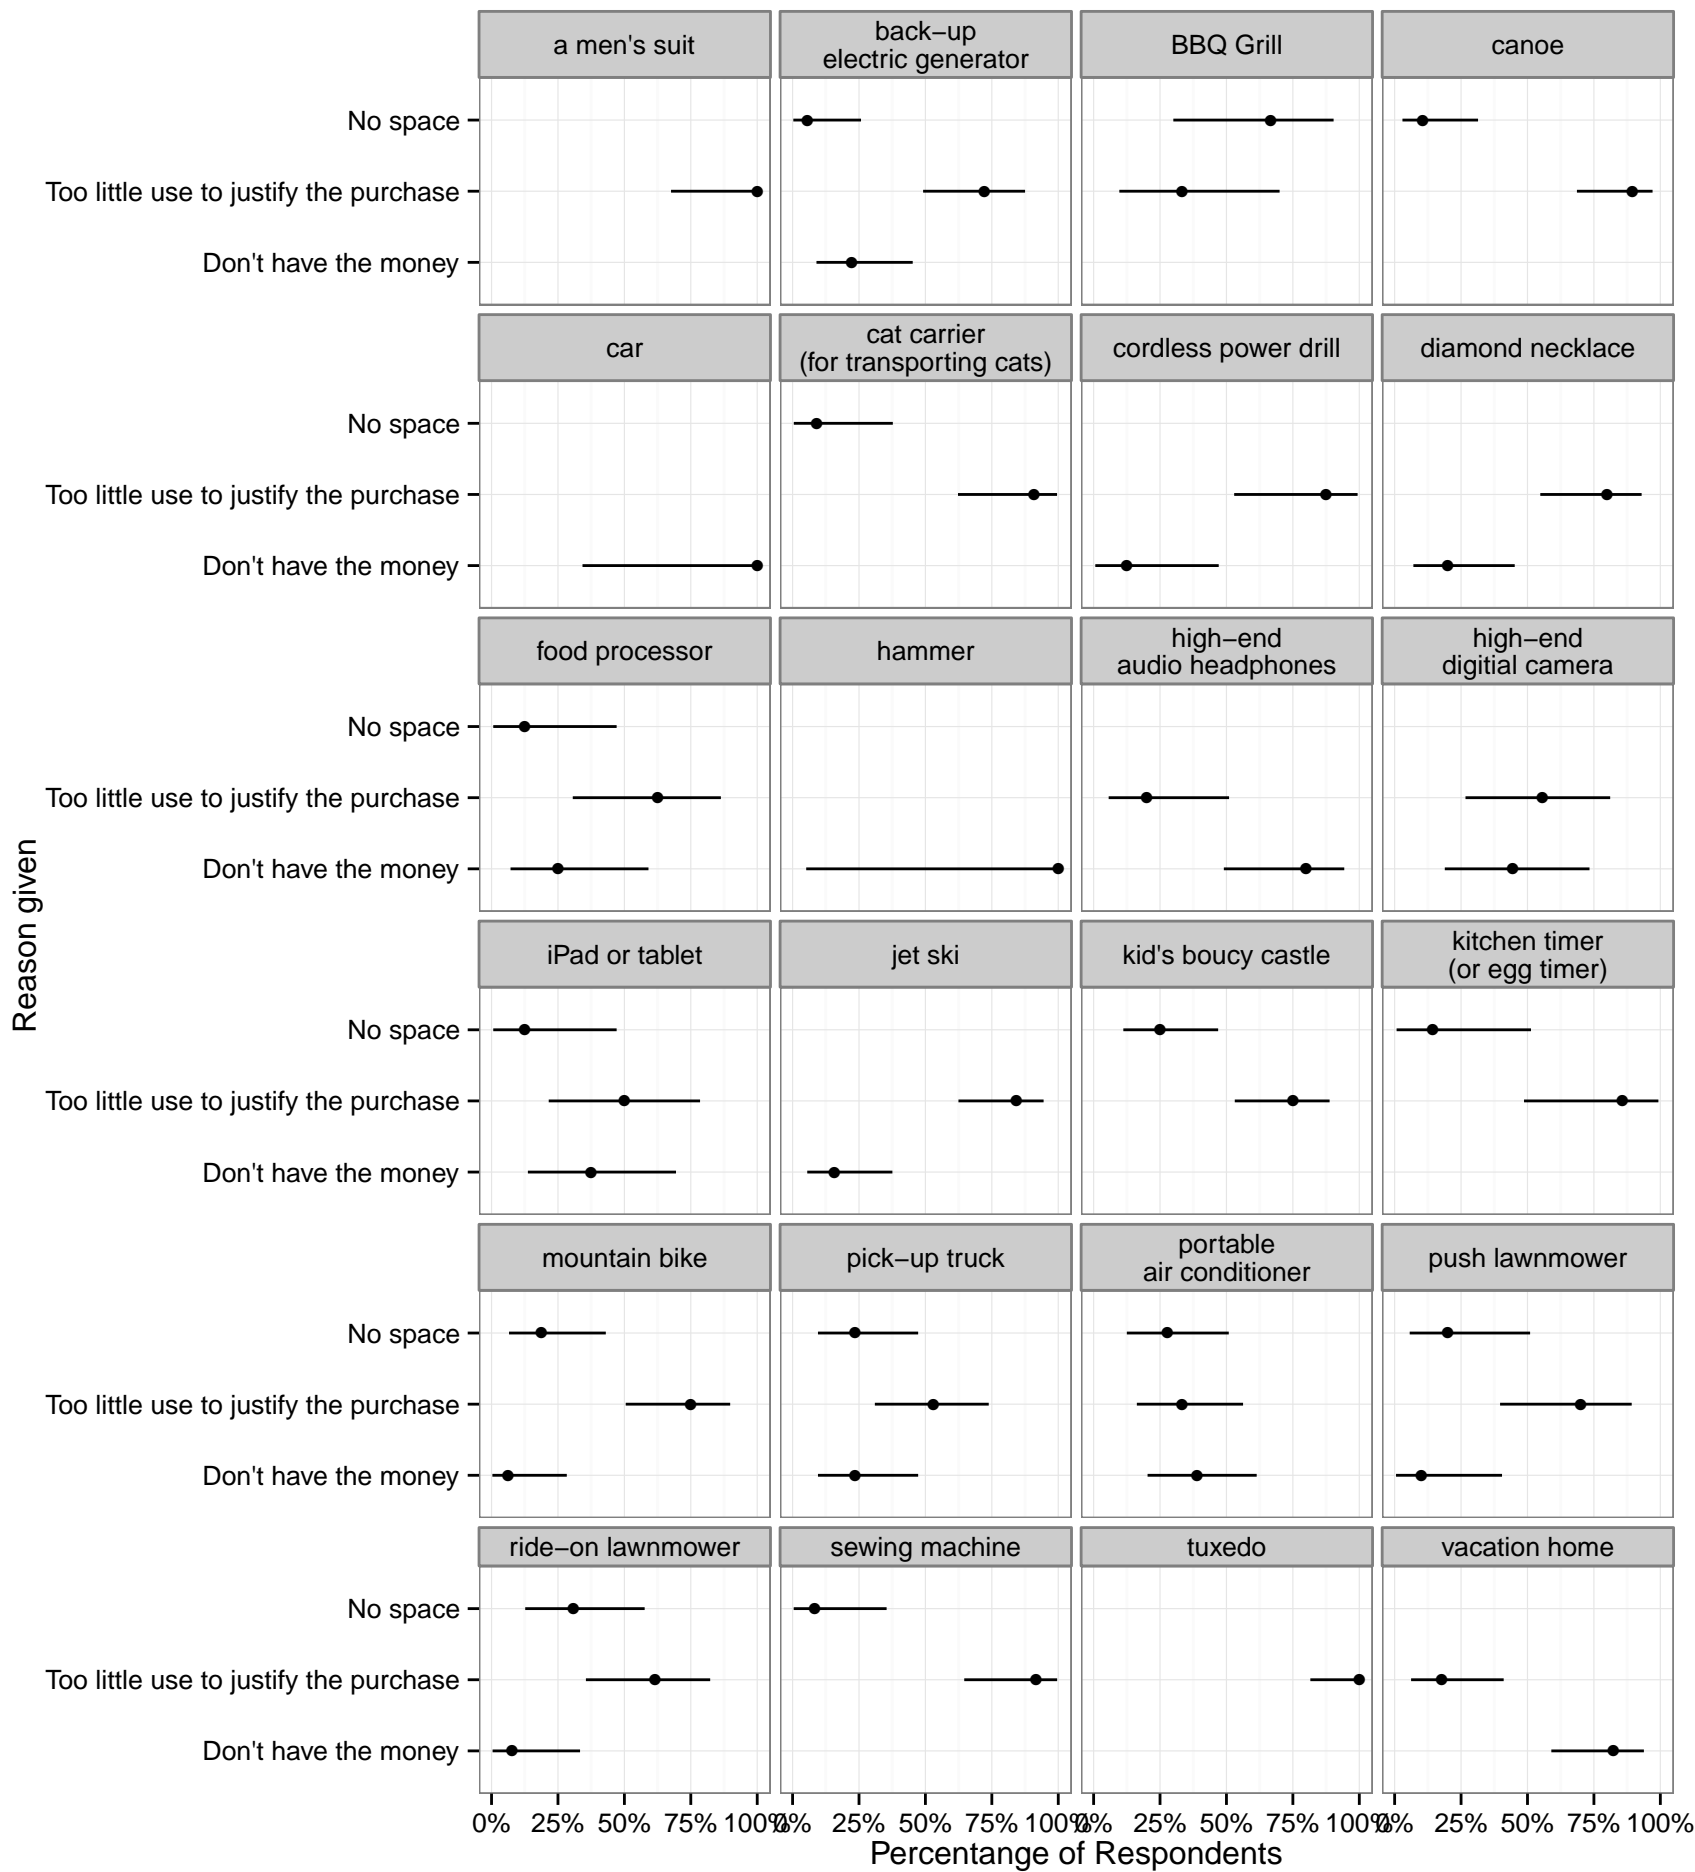 a men's suit
back−up
electric generator
BBQ Grill
canoe
No space
Too little use to justify the purchase
Don't have the money
car
cat carrier
(for transporting cats)
cordless power drill
diamond necklace
No space
Too little use to justify the purchase
Don't have the money
food processor
hammer
high−end
audio headphones
high−end
digitial camera
No space
Too little use to justify the purchase
Don't have the money
Reason given
iPad or tablet
jet ski
kid's boucy castle
kitchen timer
(or egg timer)
No space
Too little use to justify the purchase
Don't have the money
mountain bike
pick−up truck
portable
air conditioner
push lawnmower
No space
Too little use to justify the purchase
Don't have the money
ride−on lawnmower
sewing machine
tuxedo
vacation home
No space
Too little use to justify the purchase
Don't have the money
0% 25% 50% 75% 100%
0% 25% 50% 75% 100%
0% 25% 50% 75% 100%
0% 25% 50% 75% 100%
Percentange of Respondents